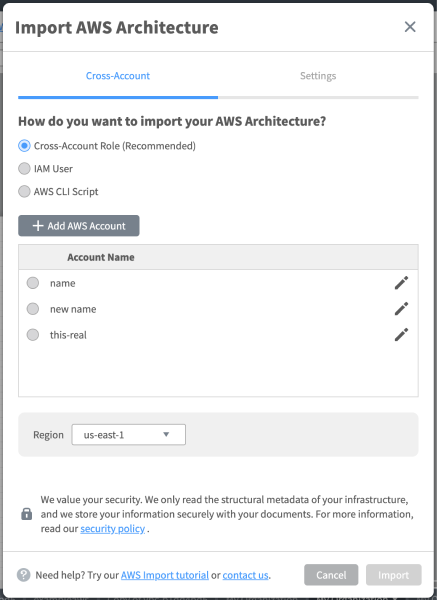 Import AWS Architecture
Cross-Account
Settings
How do you want to import your AWS Architecture?
Cross-Account Role (Recommended)
IAM User
AWS CLI Script
+ Add AWS Account
Account Name
name
new name
this-real
Region us-east-1
We value your security. We only read the structural metadata of your infrastructure,
and we store your information securely with your documents. For more information,
read our security policy .
? Need help? Try our AWS Import tutorial or contact us.
Cancel
Import